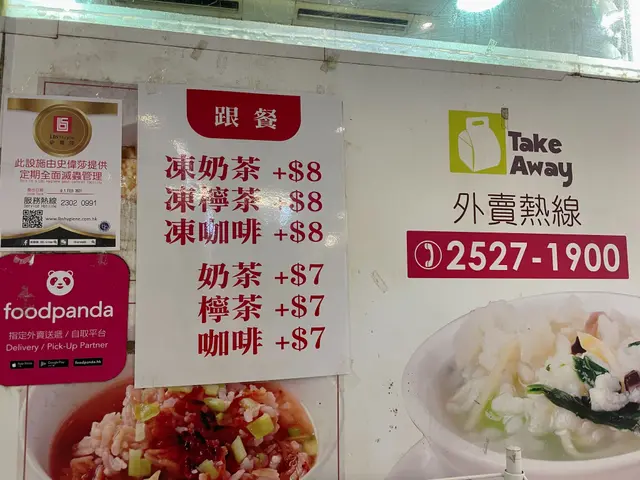 此設施由史偉莎提供
定期全面滅蟲管理
服務熱線 2302 0991
foodpanda
指定外賣送遞 / 自取平台
Delivery / Pick-Up Partner
跟餐
凍奶茶 +$8
凍檸茶 +$8
凍咖啡 +$8
奶茶 +$7
檸茶 +$7
咖啡 +$7
Take
Away
外賣熱線
2527-1900